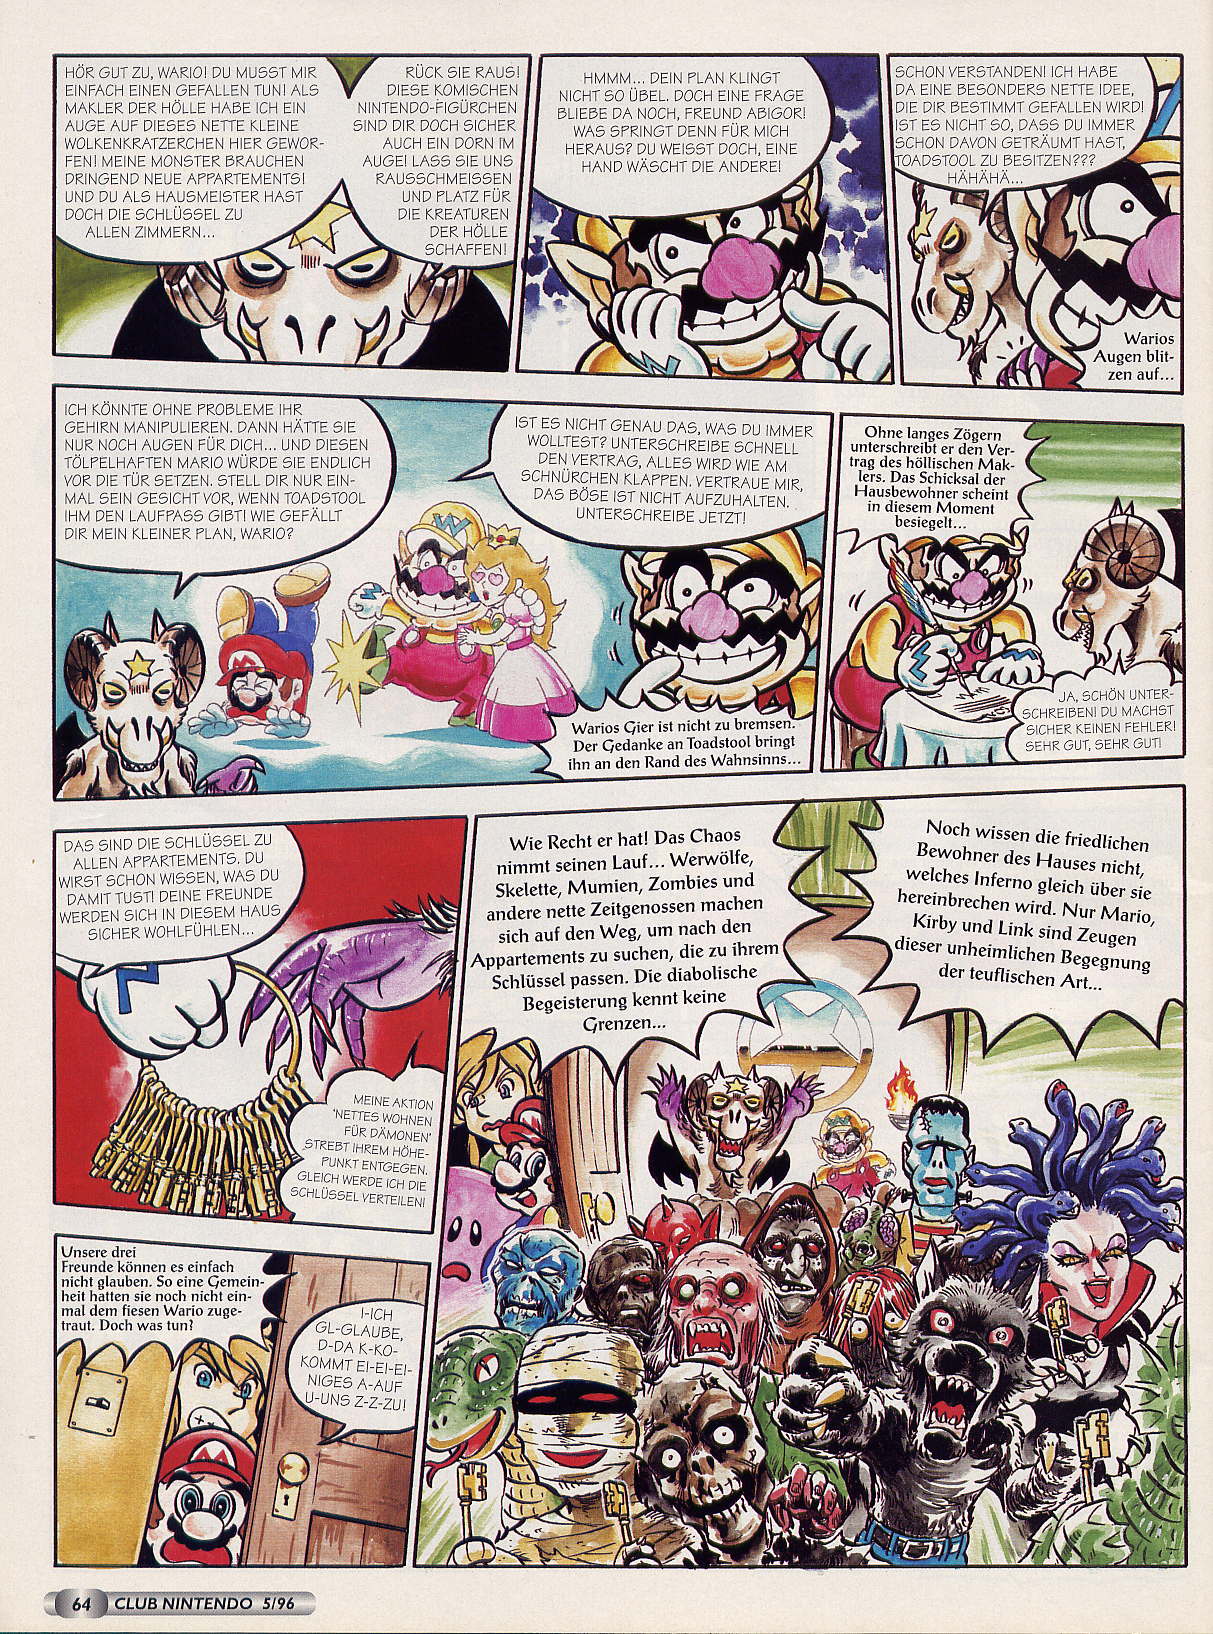 HÖR GUT ZU, WARIO! DU MUSST MIR
EINFACH EINEN GEFALLEN TUN! ALS
MAKLER DER HÖLLE HABE ICH EIN
AUGE AUF DIESES NETTE KLEINE
WOLKENKRATZERCHEN HIER GEWOR-
FEN! MEINE MONSTER BRAUCHEN
DRINGEND NEUE APPARTEMENTS!
UND DU ALS HAUSMEISTER HAST
DOCH DIE SCHLÜSSEL ZU
ALLEN ZIMMERN...
RÜCK SIE RAUS!
DIESE KOMISCHEN
NINTENDO-FIGÜRCHEN
SIND DIR DOCH SICHER
AUCH EIN DORN IM
AUGE! LASS SIE UNS
RAUSSCHMEISSEN
UND PLATZ FÜR
DIE KREATUREN
DER HÖLLE
SCHAFFEN!
HMMM... DEIN PLAN KLINGT
NICHT SO ÜBEL. DOCH EINE FRAGE
BLIEBE DA NOCH, FREUND ABIGOR!
WAS SPRINGT DENN FÜR MICH
HERAUS? DU WEISST DOCH, EINE
HAND WÄSCHT DIE ANDERE!
SCHON VERSTANDEN! ICH HABE
DA EINE BESONDERS NETTE IDEE,
DIE DIR BESTIMMT GEFALLEN WIRD!
IST ES NICHT SO, DASS DU IMMER
SCHON DAVON GETRÄUMT HAST,
TOADSTOOL ZU BESITZEN???
HÄHÄHÄ...
Warios
Augen blit-
zen auf...
ICH KÖNNTE OHNE PROBLEME IHR
GEHIRN MANIPULIEREN. DANN HÄTTE SIE
NUR NOCH AUGEN FÜR DICH... UND DIESEN
TÖLPELHAFTEN MARIO WÜRDE SIE ENDLICH
VOR DIE TÜR SETZEN. STELL DIR NUR EIN-
MAL SEIN GESICHT VOR, WENN TOADSTOOL
IHM DEN LAUFPASS GIBT! WIE GEFÄLLT
DIR MEIN KLEINER PLAN, WARIO?
IST ES NICHT GENAU DAS, WAS DU IMMER
WOLLTEST? UNTERSCHREIBE SCHNELL
DEN VERTRAG, ALLES WIRD WIE AM
SCHNÜRCHEN KLAPPEN. VERTRAUE MIR,
DAS BÖSE IST NICHT AUFZUHALTEN.
UNTERSCHREIBE JETZT!
Warios Gier ist nicht zu bremsen.
Der Gedanke an Toadstool bringt
ihn an den Rand des Wahnsinns...
Ohne langes Zögern
unterschreibt er den Ver-
trag des höllischen Mak-
lers. Das Schicksal der
Hausbewohner scheint
in diesem Moment
besiegelt...
JA, SCHÖN UNTER-
SCHREIBEN! DU MACHST
SICHER KEINEN FEHLER!
SEHR GUT, SEHR GUT!
DAS SIND DIE SCHLÜSSEL ZU
ALLEN APPARTEMENTS. DU
WIRST SCHON WISSEN, WAS DU
DAMIT TUST! DEINE FREUNDE
WERDEN SICH IN DIESEM HAUS
SICHER WOHLFÜHLEN...
MEINE AKTION
'NETTES WOHNEN
FÜR DÄMONEN'
STREBT IHREM HÖHE-
PUNKT ENTGEGEN.
GLEICH WERDE ICH DIE
SCHLÜSSEL VERTEILEN!
Wie Recht er hat! Das Chaos
nimmt seinen Lauf... Werwölfe,
Skelette, Mumien, Zombies und
andere nette Zeitgenossen machen
sich auf den Weg, um nach den
Appartements zu suchen, die zu ihrem
Schlüssel passen. Die diabolische
Begeisterung kennt keine
Grenzen...
Noch wissen die friedlichen
Bewohner des Hauses nicht,
welches Inferno gleich über sie
hereinbrechen wird. Nur Mario,
Kirby und Link sind Zeugen
dieser unheimlichen Begegnung
der teuflischen Art...
Unsere drei
Freunde können es einfach
nicht glauben. So eine Gemein-
heit hatten sie noch nicht ein-
mal dem fiesen Wario zuge-
traut. Doch was tun?
I-ICH
GL-GLAUBE,
D-DA K-KO-
KOMMT EI-EI-EI-
NIGES A-AUF
U-UNS Z-Z-ZU!
64 CLUB NINTENDO 5/96